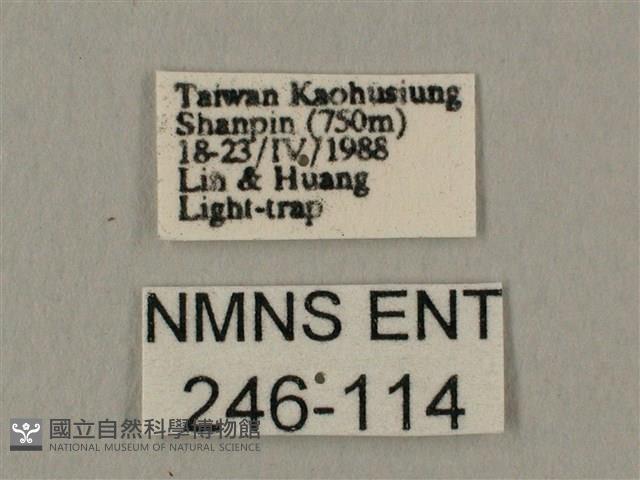 Taiwan Kaohusiung
Shanpin (750m)
18-23/IV/1988
Lin & Huang
Light-trap
NMNS ENT
246-114
國立自然科學博物館
NATIONAL MUSEUM OF NATURAL SCIENCE